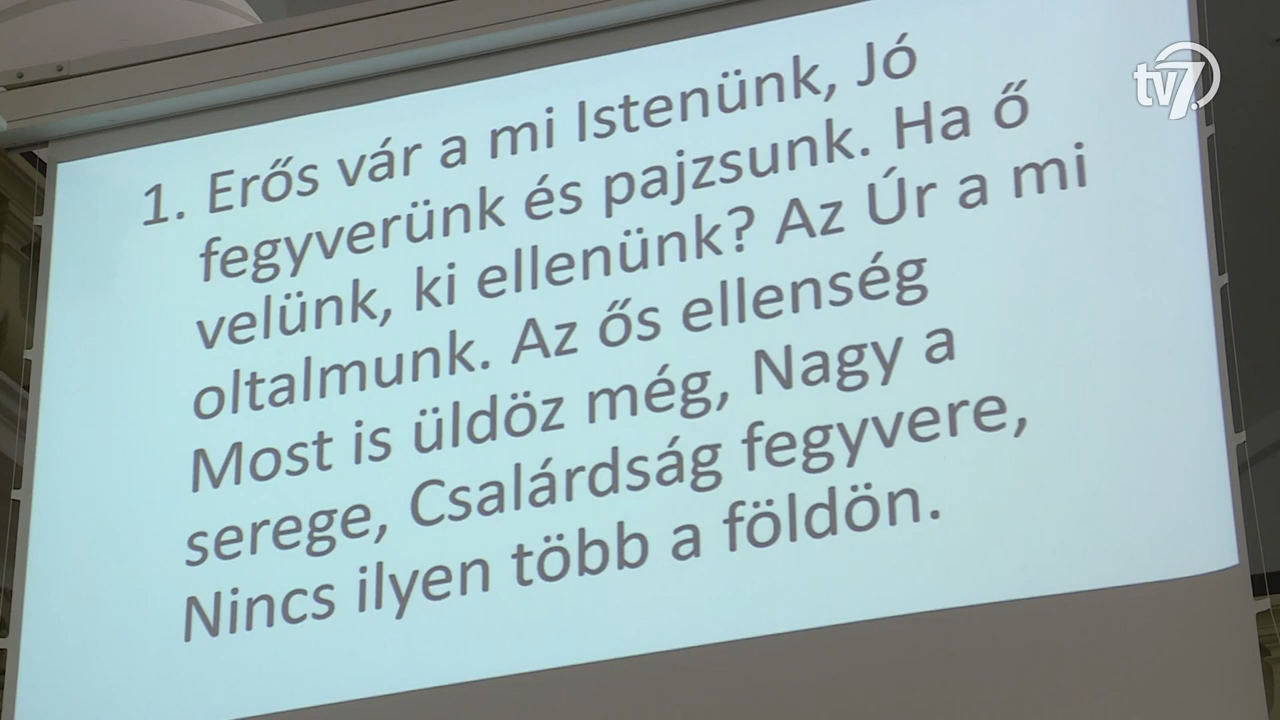 tv7.
1. Erős vár a mi Istenünk, Jó
fegyverünk és pajzsunk. Ha ő
velünk, ki ellenünk? Az Úr a mi
oltalmunk. Az ős ellenség
Most is üldöz még, Nagy a
serege, Csalárdság fegyvere,
Nincs ilyen több a földön.